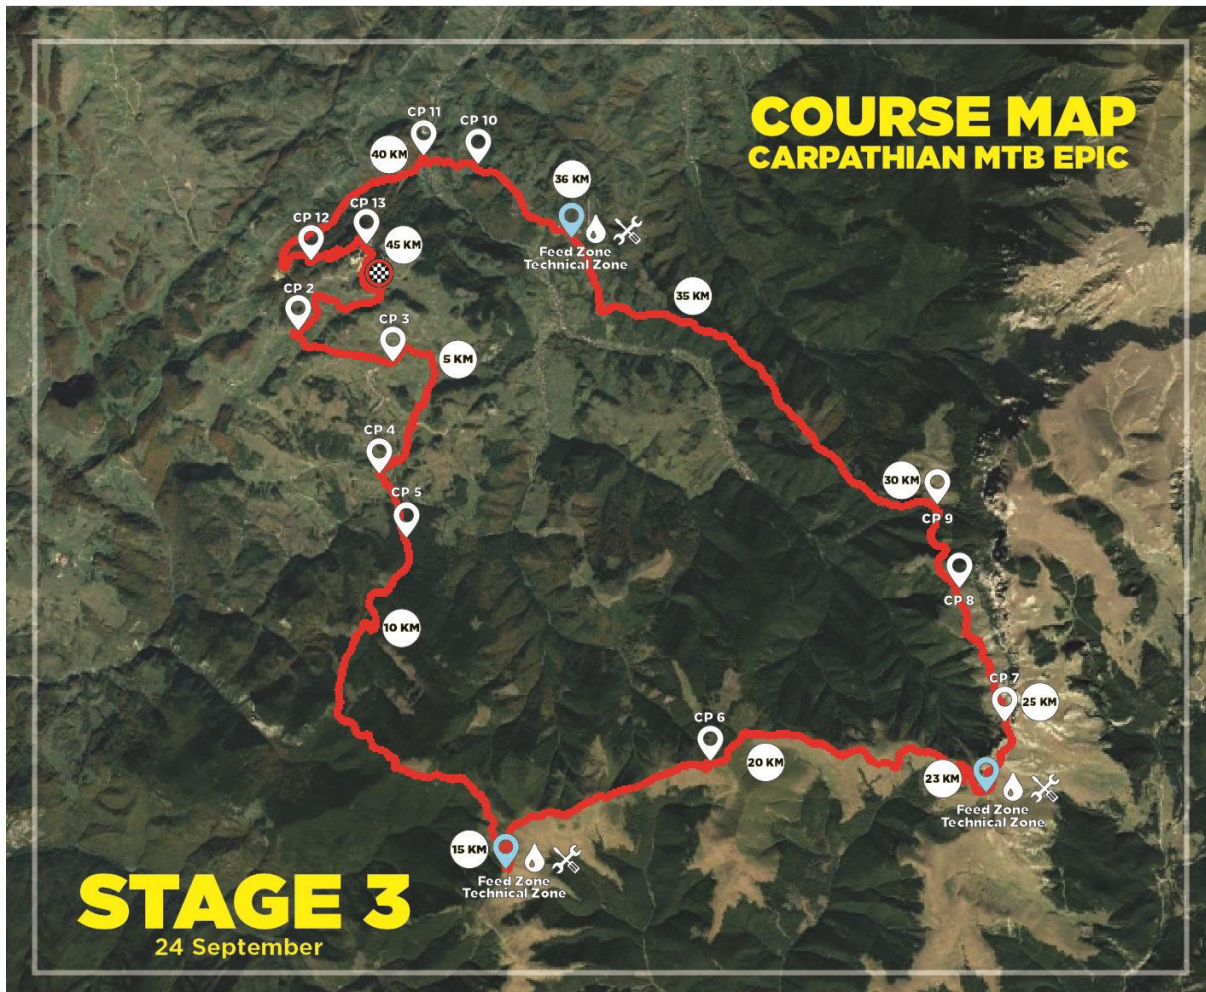 COURSE MAP
CARPATHIAN MTB EPIC
CP 11
CP 10
40 KM
36 KM
CP 13
CP 12
45 KM
Feed Zone
Technical Zone
CP 2
35 KM
CP 3
5 KM
CP 4
30 KM
CP 5
CP 9
CP 8
10 KM
CP 7
25 KM
CP 6
20 KM
23 KM
Feed Zone
Technical Zone
15 KM
Feed Zone
Technical Zone
STAGE 3
24 September